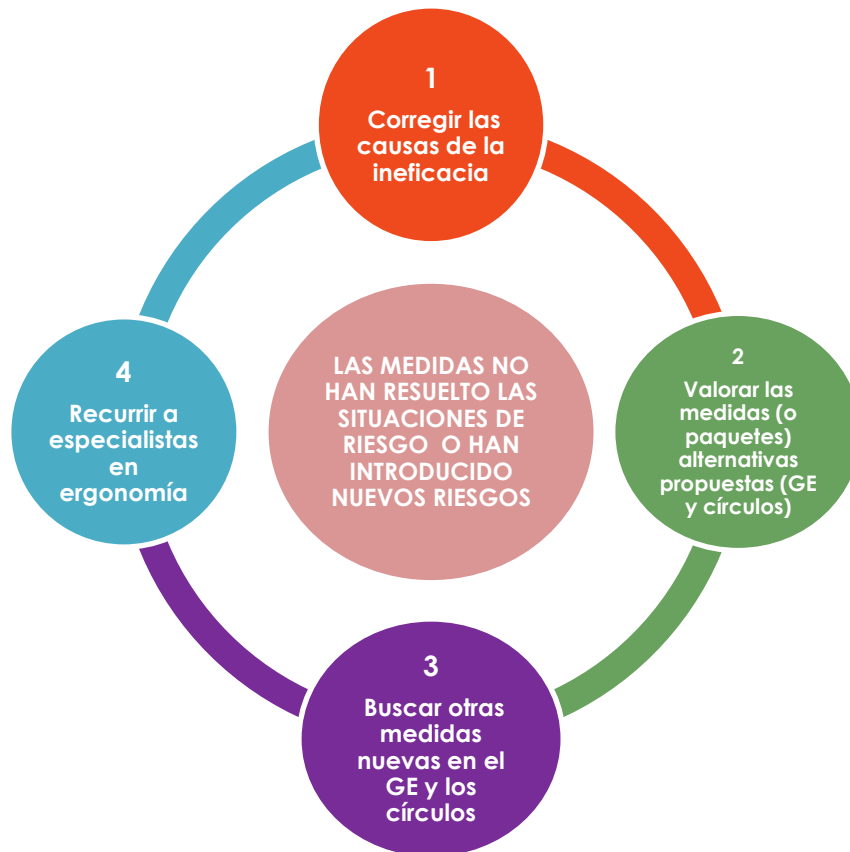 1
Corregir las
causas de la
ineficacia
2
Valorar las
medidas (o
paquetes)
alternativas
propuestas (GE
y círculos)
3
Buscar otras
medidas
nuevas en el
GE y los
círculos
4
Recurrir a
especialistas
en
ergonomía
LAS MEDIDAS NO
HAN RESUELTO LAS
SITUACIONES DE
RIESGO O HAN
INTRODUCIDO
NUEVOS RIESGOS